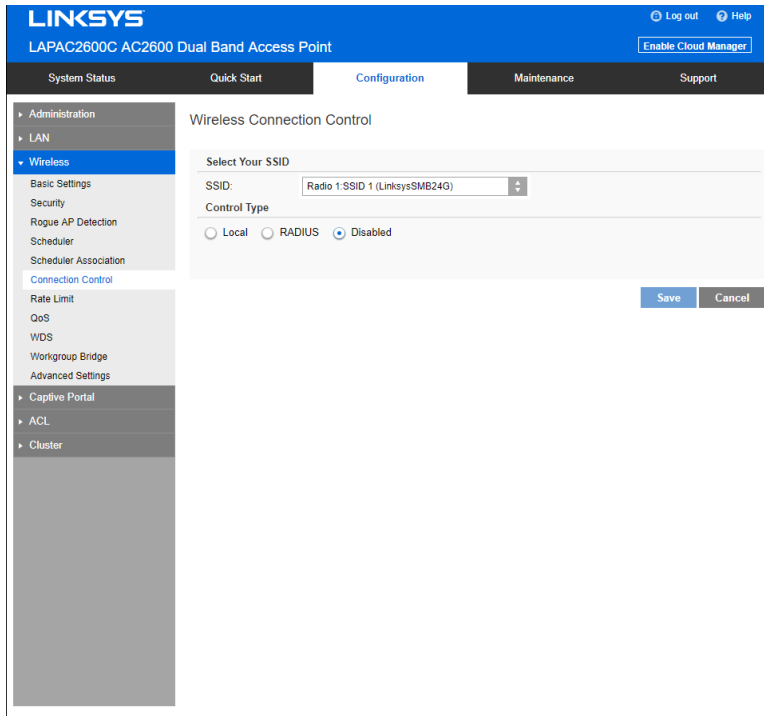 LINKSYS
Log out Help
LAPAC2600C AC2600 Dual Band Access Point
Enable Cloud Manager
System Status Quick Start Configuration Maintenance Support
Administration
LAN
Wireless
Basic Settings
Security
Rogue AP Detection
Scheduler
Scheduler Association
Connection Control
Rate Limit
QoS
WDS
Workgroup Bridge
Advanced Settings
Captive Portal
ACL
Cluster
Wireless Connection Control
Select Your SSID
SSID: Radio 1:SSID 1 (LinksysSMB24G)
Control Type
Local RADIUS Disabled
Save Cancel